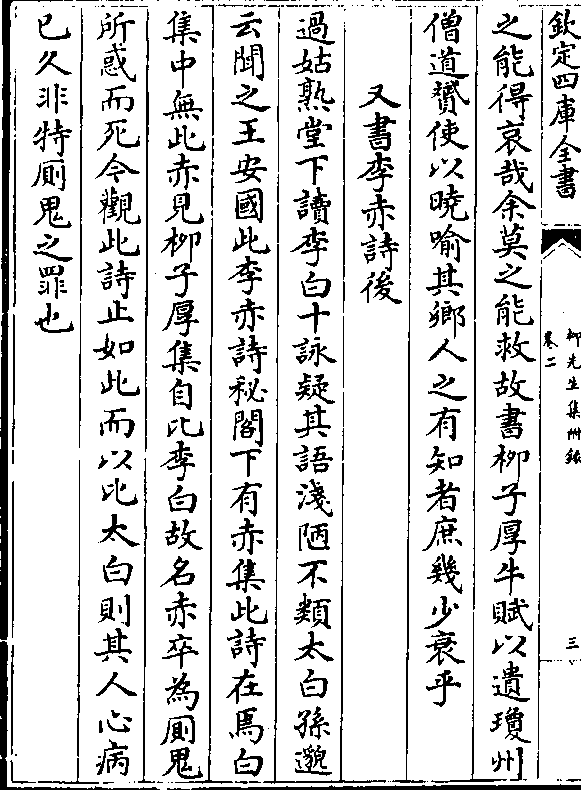 欽定四庫全書
柳先生集附錄
卷二
三
之能得哀哉余莫之能救故書柳子厚牛賦以遺瓊州
僧道贇使以曉喻其鄉人之有知者庶幾少衰乎
又書李赤詩後
過姑熟堂下讀李白十詠疑其語淺陋不類太白孫邈
云聞之王安國此李赤詩秘閣下有赤集此詩在焉白
集中無此赤見柳子厚集自比李白故名赤卒為厠鬼
所惑而死今觀此詩止如此而以比太白則其人心病
已久非特厠鬼之罪也